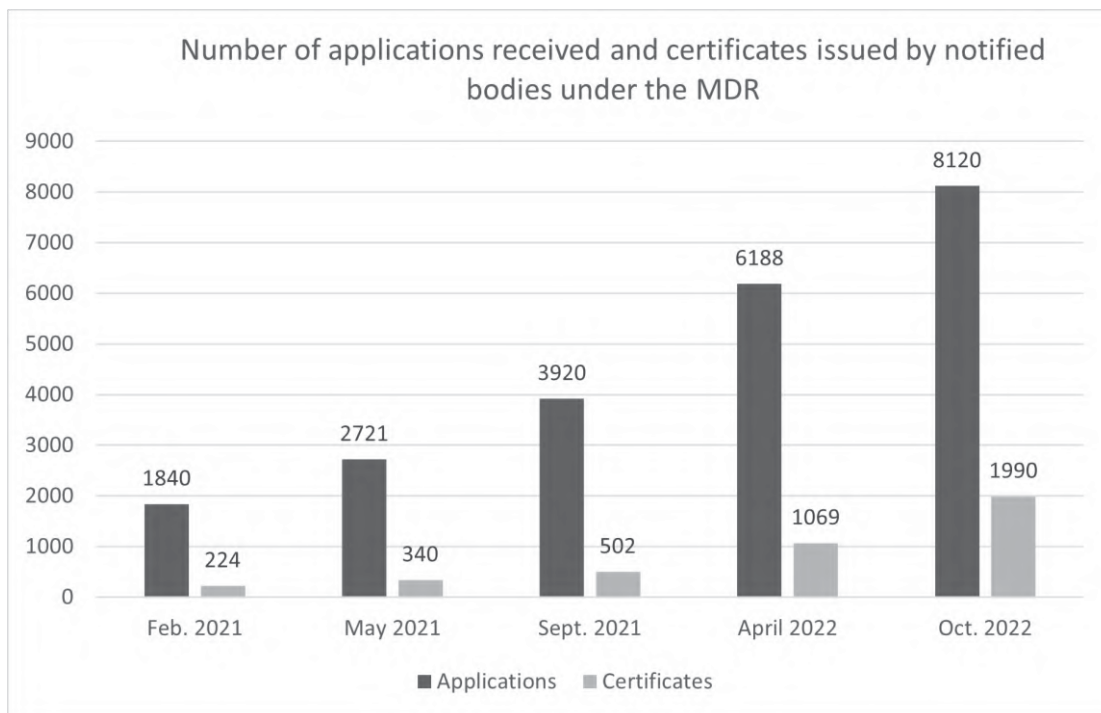 Number of applications received and certificates issued by notified
bodies under the MDR
9000
8000
7000
6000
5000
4000
3000
2000
1000
0
1840
224
2721
340
3920
502
6188
1069
8120
1990
Feb. 2021
May 2021
Sept. 2021
April 2022
Oct. 2022
Applications
Certificates